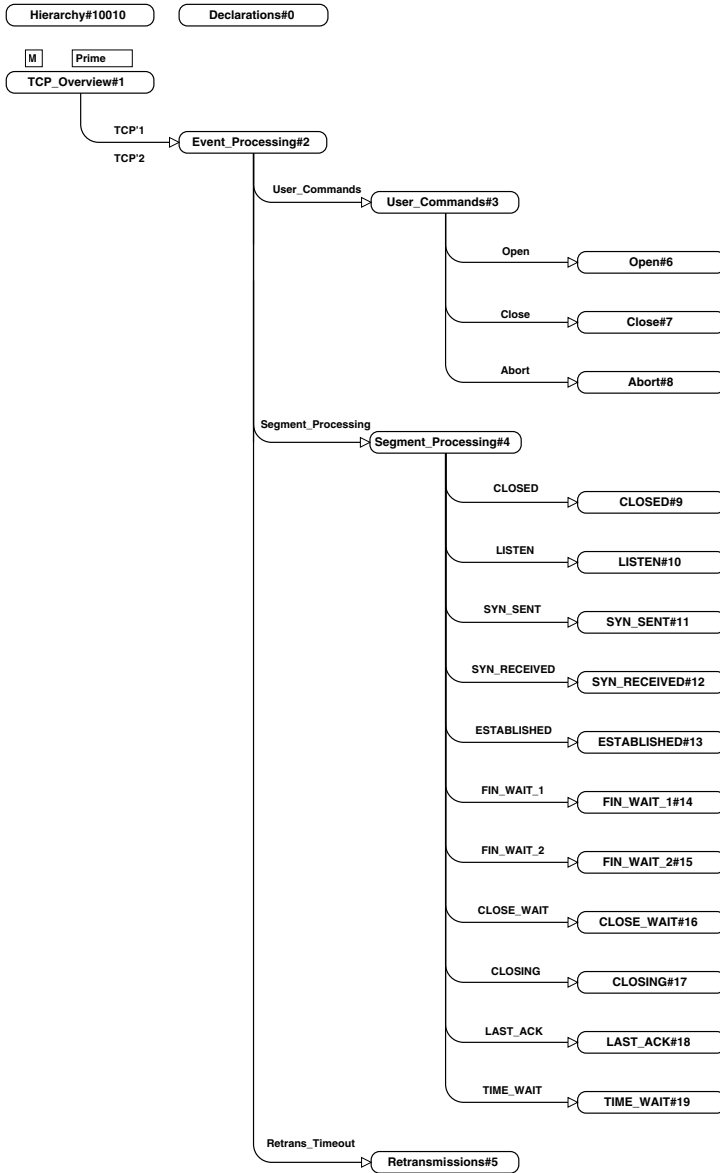 Hierarchy#10010
Declarations#0
M
Prime
TCP_Overview#1
TCP'1
TCP'2
Event_Processing#2
User_Commands
User_Commands#3
Open
Open#6
Close
Close#7
Abort
Abort#8
Segment_Processing
Segment_Processing#4
CLOSED
CLOSED#9
LISTEN
LISTEN#10
SYN_SENT
SYN_SENT#11
SYN_RECEIVED
SYN_RECEIVED#12
ESTABLISHED
ESTABLISHED#13
FIN_WAIT_1
FIN_WAIT_1#14
FIN_WAIT_2
FIN_WAIT_2#15
CLOSE_WAIT
CLOSE_WAIT#16
CLOSING
CLOSING#17
LAST_ACK
LAST_ACK#18
TIME_WAIT
TIME_WAIT#19
Retrans_Timeout
Retransmissions#5